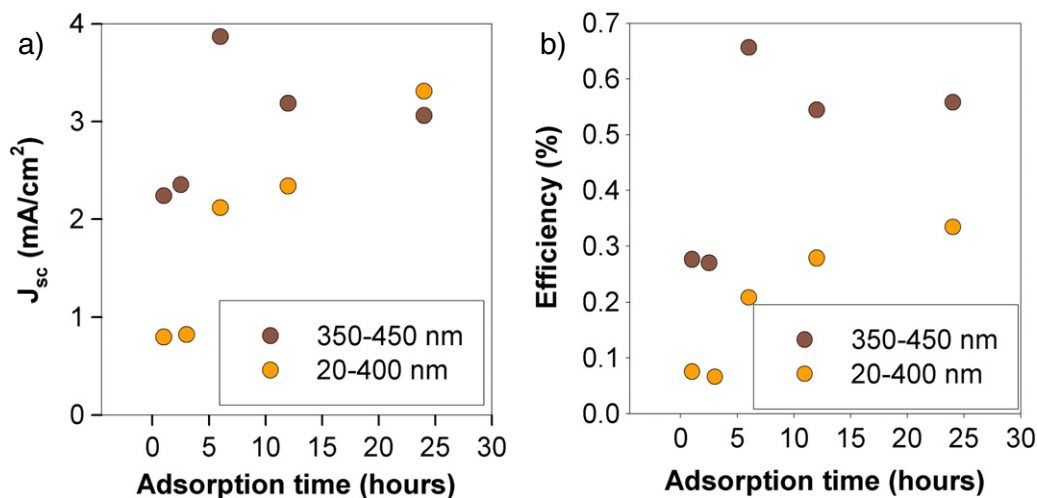 a)
J_sc (mA/cm²)
4
3
2
1
0
350-450 nm
20-400 nm
0 5 10 15 20 25 30
Adsorption time (hours)
b)
Efficiency (%)
0.7
0.6
0.5
0.4
0.3
0.2
0.1
0.0
350-450 nm
20-400 nm
0 5 10 15 20 25 30
Adsorption time (hours)